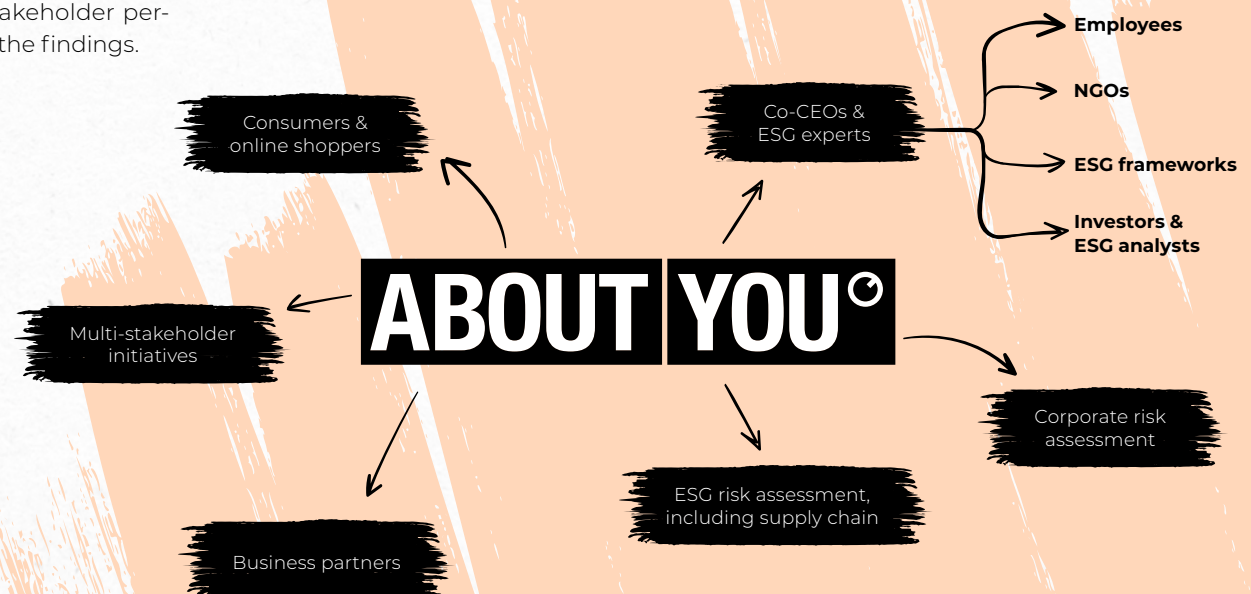 akeholder per-
the findings.
Employees
NGOs
Consumers &
online shoppers
Co-CEOs &
ESG experts
ESG frameworks
Investors &
ESG analysts
ABOUT YOU
Multi-stakeholder
initiatives
Corporate risk
assessment
ESG risk assessment,
including supply chain
Business partners